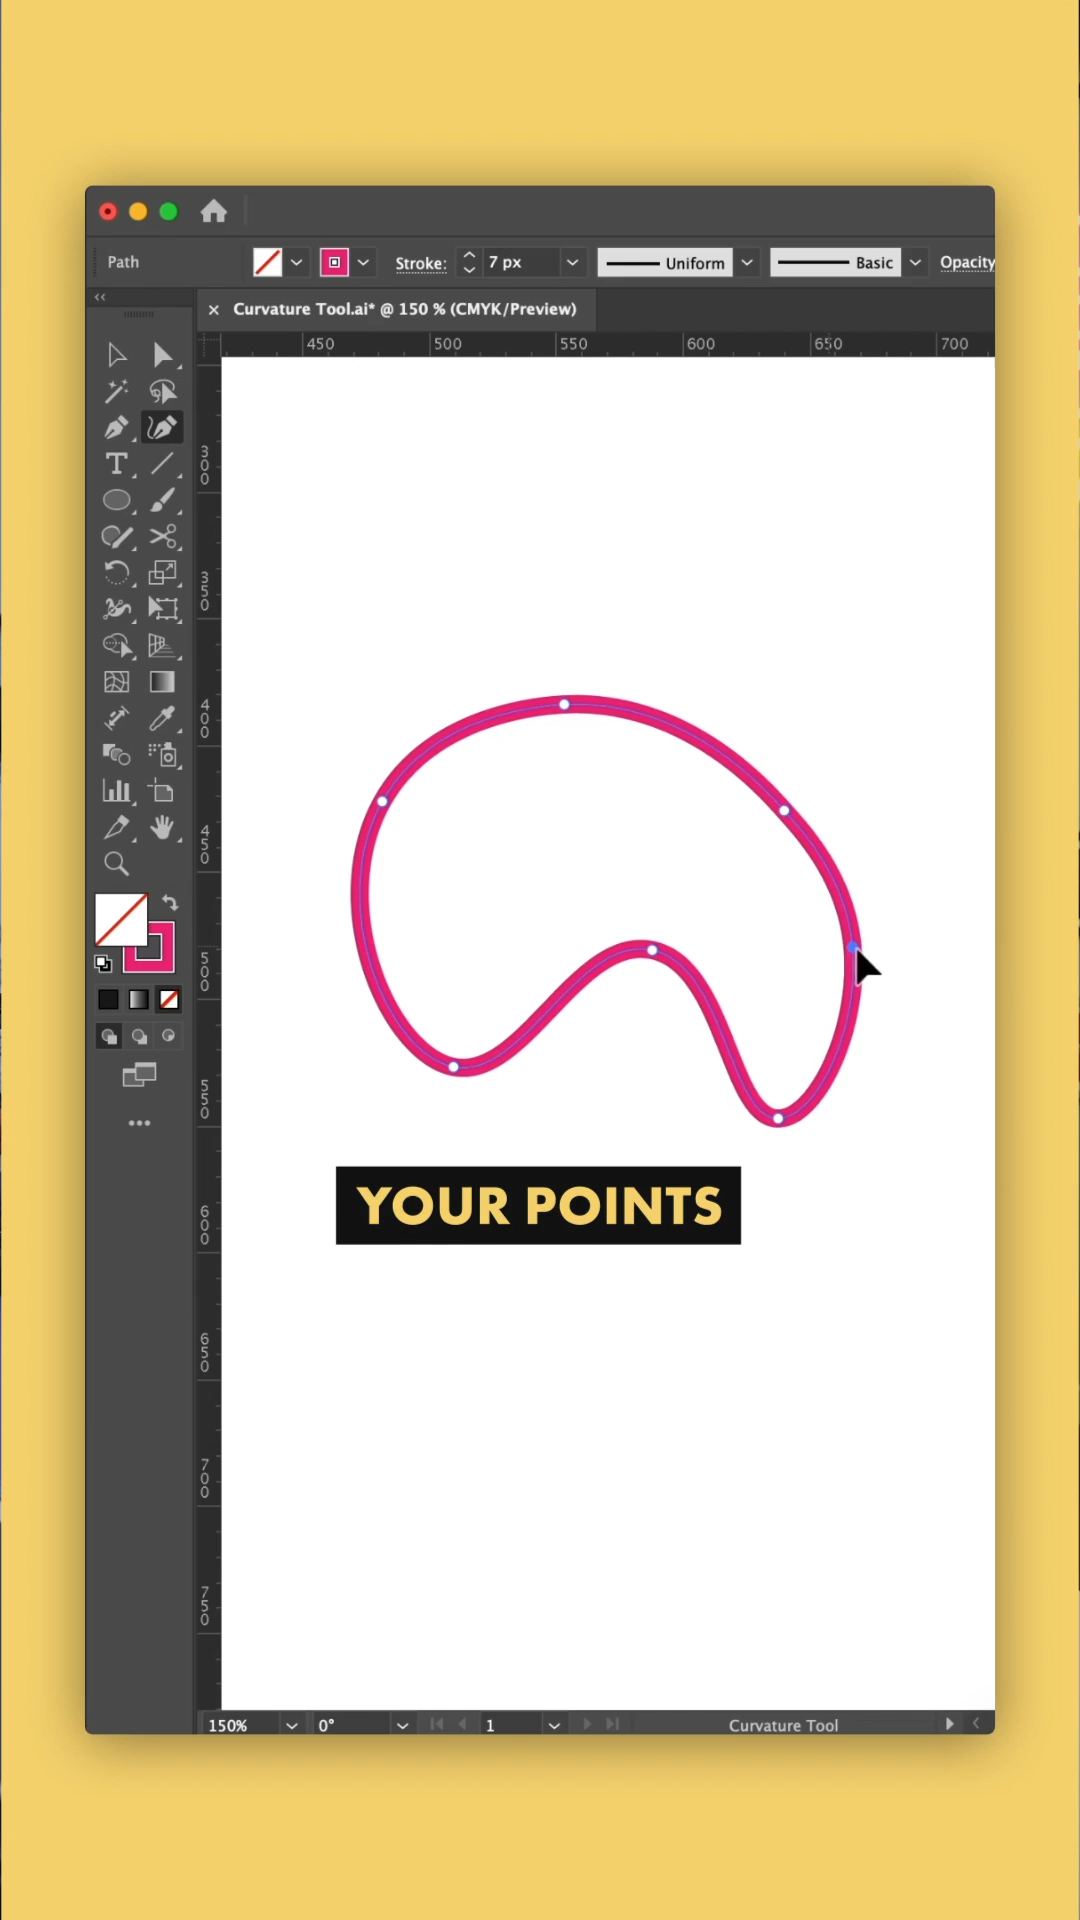 Path
Stroke:
7 px
Uniform
Basic
Opacity
Curvature Tool.ai* @ 150 % (CMYK/Preview)
450 500 550 600 650 700
300
350
400
450
500
550
600
650
700
750
T
YOUR POINTS
150%
0°
1
Curvature Tool